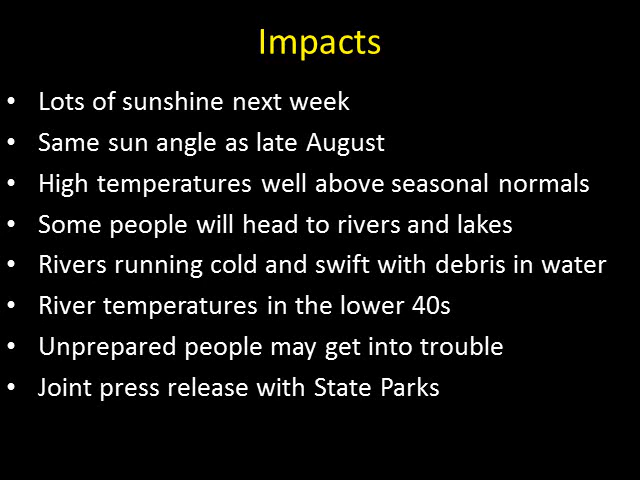 Impacts
• Lots of sunshine next week
• Same sun angle as late August
• High temperatures well above seasonal normals
• Some people will head to rivers and lakes
• Rivers running cold and swift with debris in water
• River temperatures in the lower 40s
• Unprepared people may get into trouble
• Joint press release with State Parks